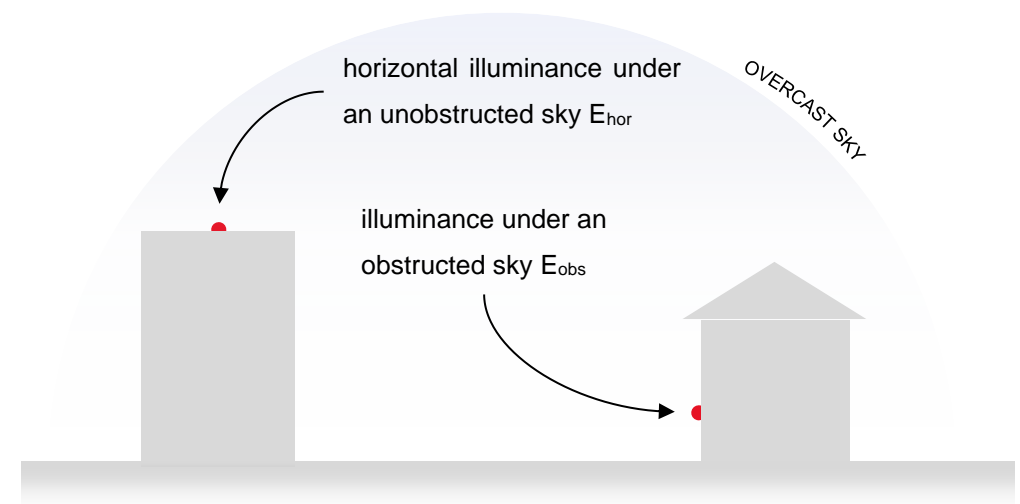 horizontal illuminance under
an unobstructed sky Ehor
OVERCAST SKY
illuminance under an
obstructed sky Eobs